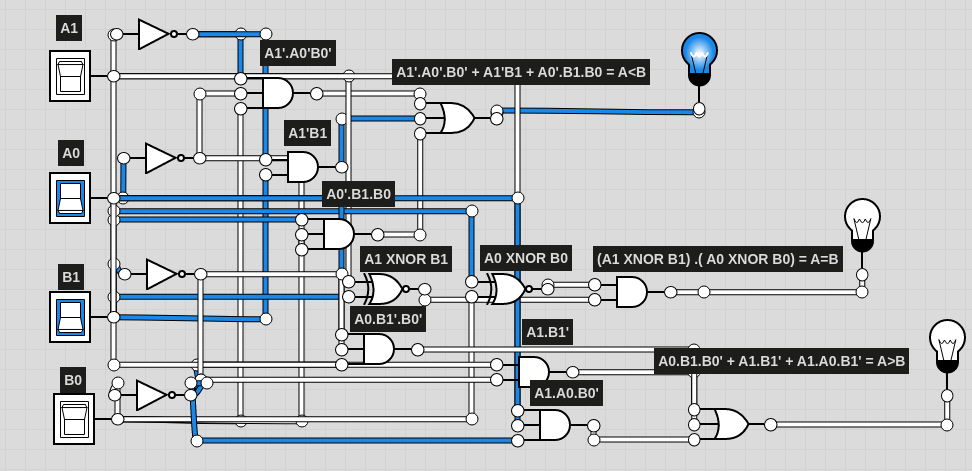 A1
A1'.A0'B0'
A1'.A0'.B0' + A1'B1 + A0'.B1.B0 = A<B
A1'B1
A0
A0'.B1.B0
A1 XNOR B1
A0 XNOR B0
(A1 XNOR B1) .( A0 XNOR B0) = A=B
B1
A0.B1'.B0'
A1.B1'
A0.B1.B0' + A1.B1' + A1.A0.B1' = A>B
B0
A1.A0.B0'